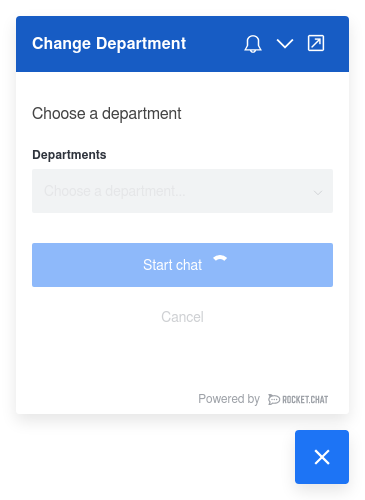 Change Department
Choose a department
Departments
Choose a department...
Start chat
Cancel
Powered by ROCKET.CHAT